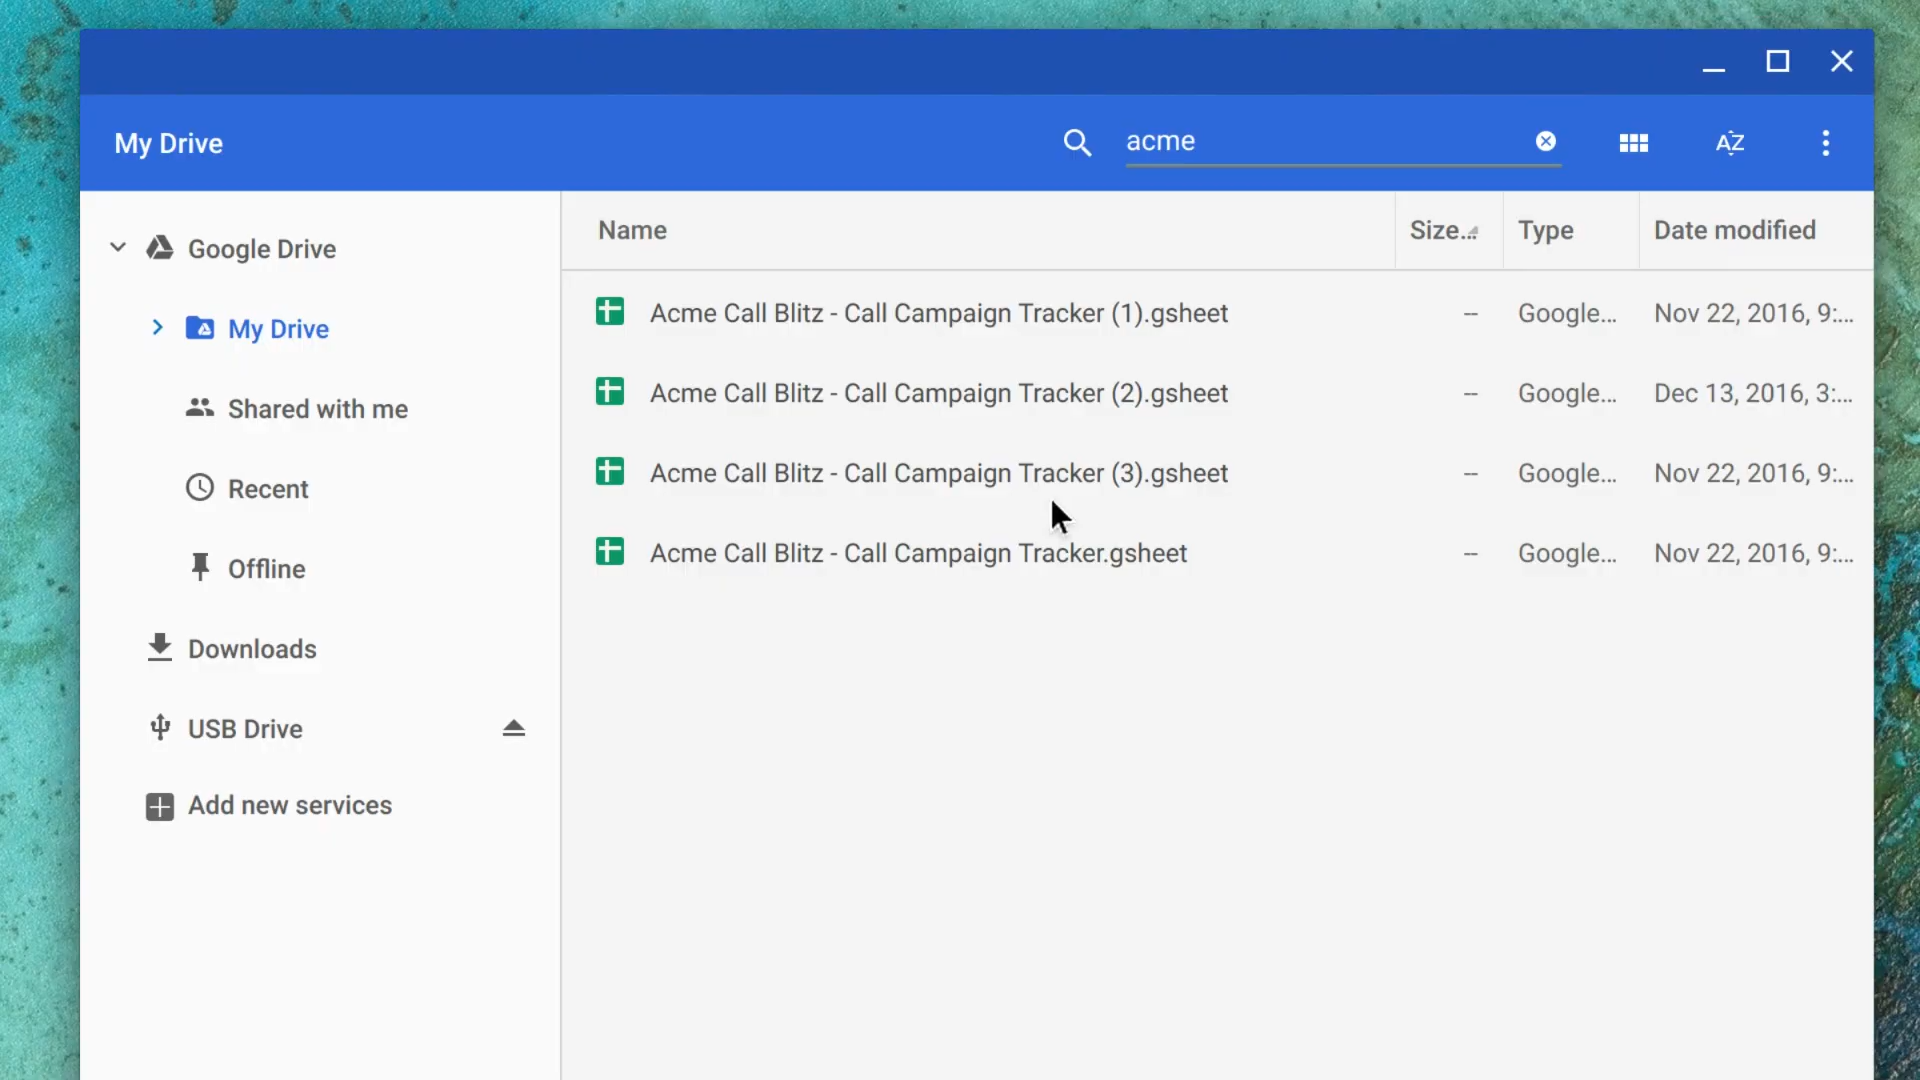 My Drive
acme
AZ
Google Drive
My Drive
Shared with me
Recent
Offline
Downloads
USB Drive
Add new services
Name Size... Type Date modified
Acme Call Blitz - Call Campaign Tracker (1).gsheet -- Google... Nov 22, 2016, 9:...
Acme Call Blitz - Call Campaign Tracker (2).gsheet -- Google... Dec 13, 2016, 3:...
Acme Call Blitz - Call Campaign Tracker (3).gsheet -- Google... Nov 22, 2016, 9:...
Acme Call Blitz - Call Campaign Tracker.gsheet -- Google... Nov 22, 2016, 9:...